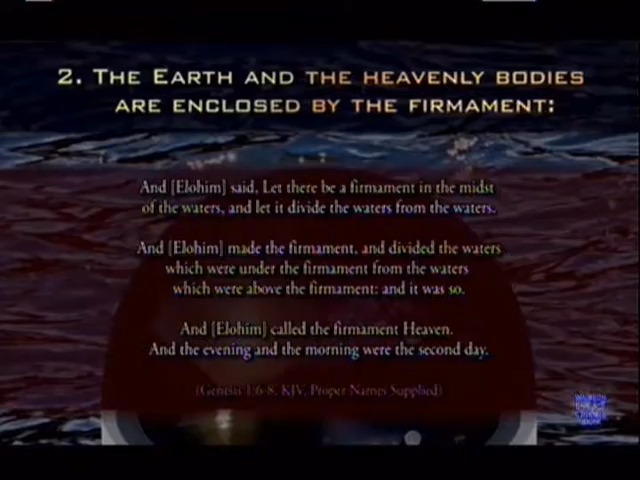 2. The Earth and the heavenly bodies
are enclosed by the firmament:
And [Elohim] said, Let there be a firmament in the midst
of the waters, and let it divide the waters from the waters.
And [Elohim] made the firmament, and divided the waters
which were under the firmament from the waters
which were above the firmament: and it was so.
And [Elohim] called the firmament Heaven.
And the evening and the morning were the second day.
(Genesis 1:6-8, KJV, Proper Names Supplied)